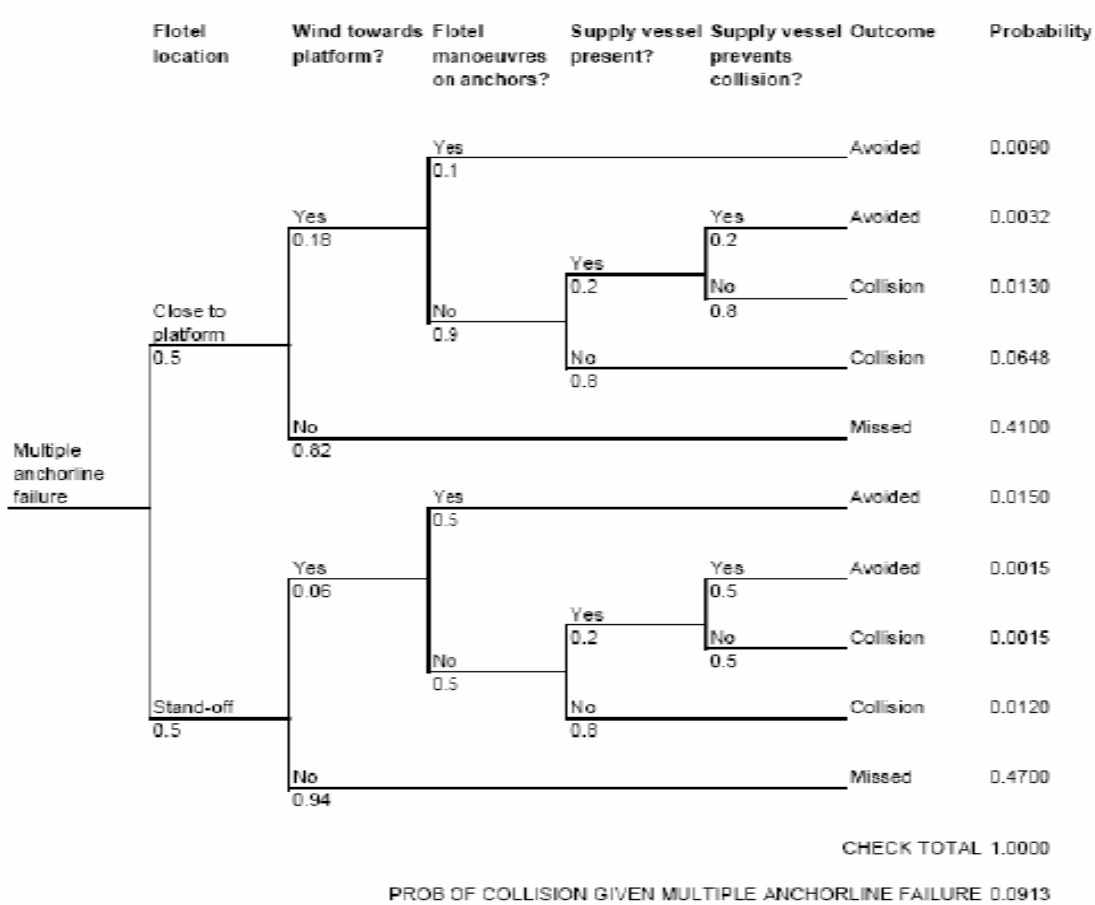 Flotel location
Wind towards platform?
Flotel manoeuvres on anchors?
Supply vessel present?
Supply vessel prevents collision?
Outcome
Probability
Yes
0.1
Avoided 0.0090
Yes
0.18
Yes
0.2
Avoided 0.0032
Yes
0.2
No
0.8
Collision 0.0130
No
0.9
Close to
platform
0.5
No
0.8
Collision 0.0648
No
0.82
Missed 0.4100
Multiple
anchorline
failure
Yes
0.5
Avoided 0.0150
Yes
0.06
Yes
0.5
Avoided 0.0015
Yes
0.2
No
0.5
Collision 0.0015
No
0.5
Stand-off
0.5
No
0.8
Collision 0.0120
No
0.94
Missed 0.4700
CHECK TOTAL 1.0000
PROB OF COLLISION GIVEN MULTIPLE ANCHORLINE FAILURE 0.0913